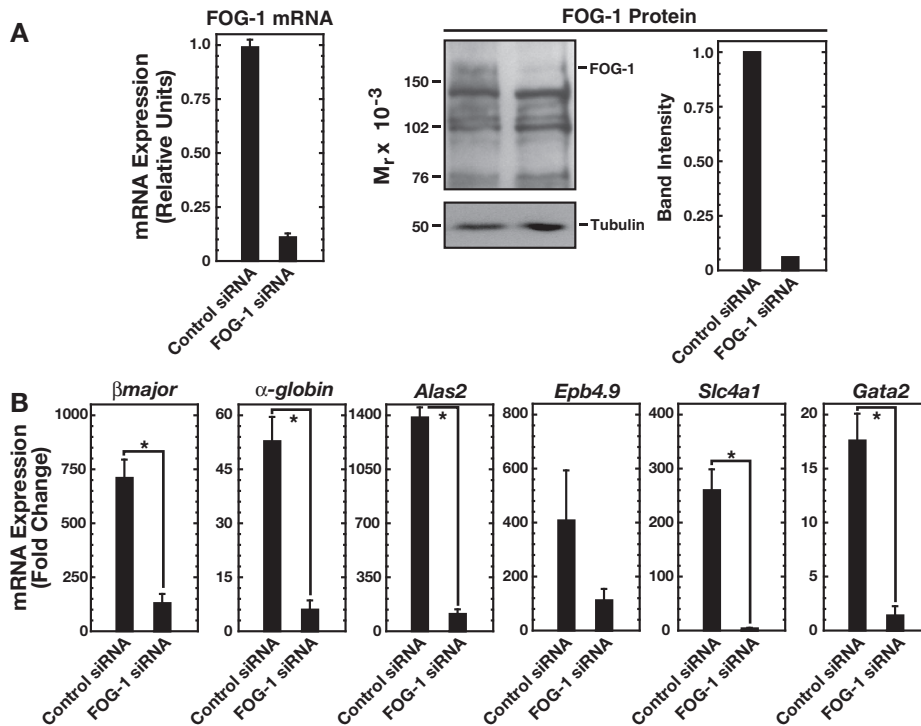 A
FOG-1 mRNA
mRNA Expression
(Relative Units)
1.0
0.75
0.5
0.25
0
Control siRNA
FOG-1 siRNA
FOG-1 Protein
Mr x 10-3
150
102
76
50
FOG-1
Tubulin
Band Intensity
1.0
0.75
0.50
0.25
0
Control siRNA
FOG-1 siRNA
B
mRNA Expression
(Fold Change)
βmajor
1000
750
500
250
0
*
Control siRNA
FOG-1 siRNA
α-globin
60
45
30
15
0
*
Control siRNA
FOG-1 siRNA
Alas2
1400
1050
700
350
0
*
Control siRNA
FOG-1 siRNA
Epb4.9
800
600
400
200
0
Control siRNA
FOG-1 siRNA
Slc4a1
400
300
200
100
0
*
Control siRNA
FOG-1 siRNA
Gata2
20
15
10
5
0
*
Control siRNA
FOG-1 siRNA